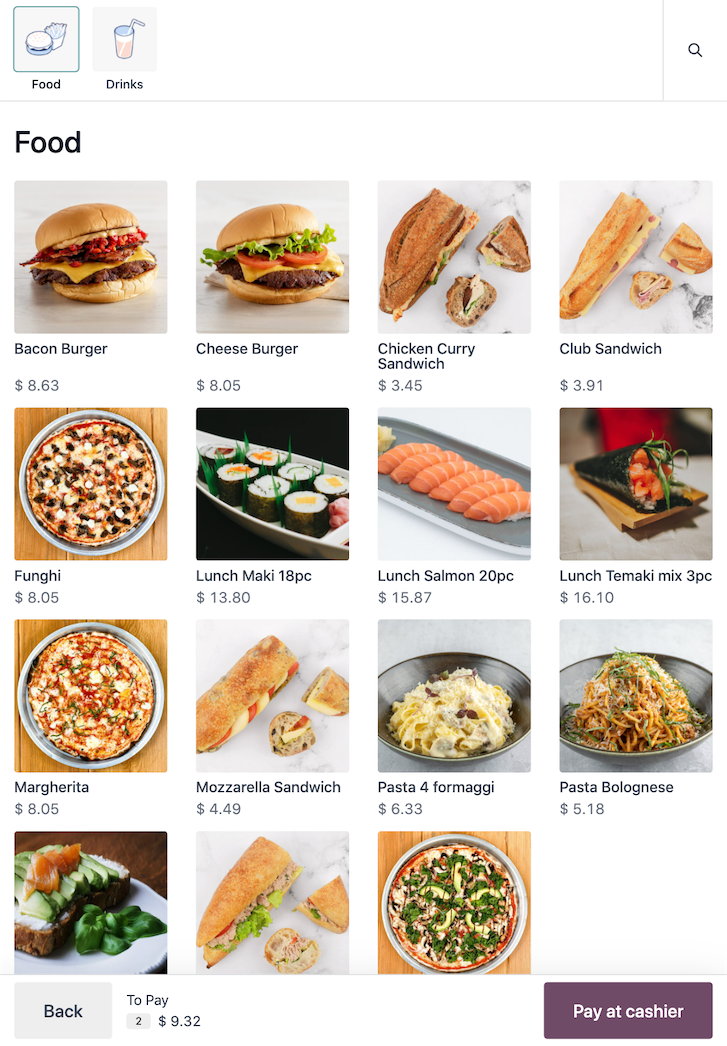 Food
Drinks
Food
Bacon Burger
Cheese Burger
Chicken Curry
Sandwich
Club Sandwich
$ 8.63
$ 8.05
$ 3.45
$ 3.91
Funghi
Lunch Maki 18pc
Lunch Salmon 20pc
Lunch Temaki mix 3pc
$ 8.05
$ 13.80
$ 15.87
$ 16.10
Margherita
Mozzarella Sandwich
Pasta 4 formaggi
Pasta Bolognese
$ 8.05
$ 4.49
$ 6.33
$ 5.18
Back
To Pay
2 $ 9.32
Pay at cashier